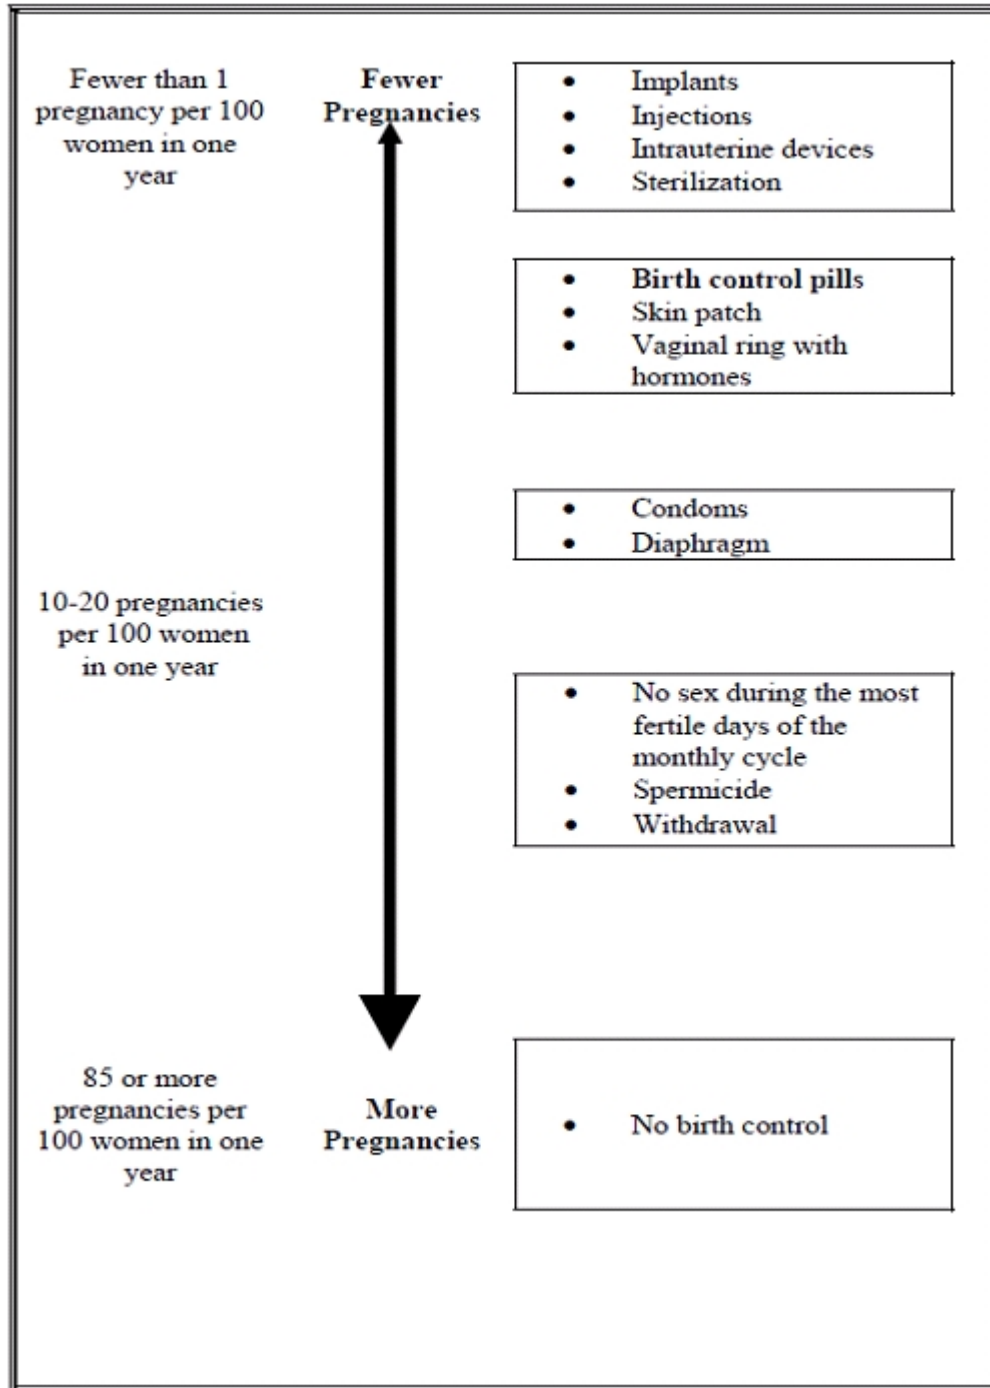 Fewer than 1
pregnancy per 100
women in one
year
Fewer
Pregnancies
• Implants
• Injections
• Intrauterine devices
• Sterilization
• Birth control pills
• Skin patch
• Vaginal ring with
hormones
• Condoms
• Diaphragm
10-20 pregnancies
per 100 women
in one year
• No sex during the most
fertile days of the
monthly cycle
• Spermicide
• Withdrawal
85 or more
pregnancies per
100 women in one
year
More
Pregnancies
• No birth control